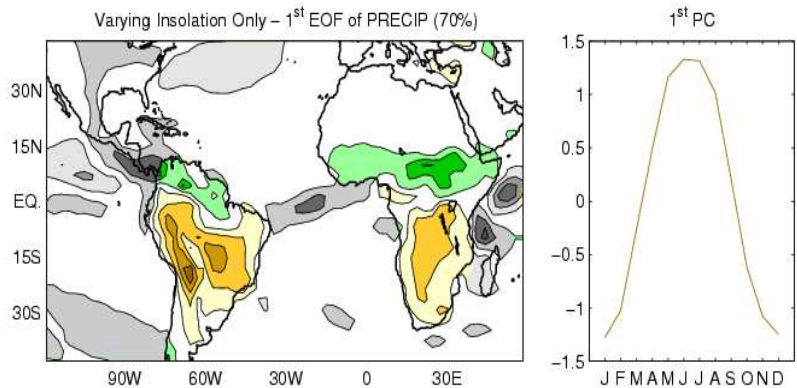 Varying Insolation Only – 1st EOF of PRECIP (70%)
1st PC
30N
15N
EQ.
15S
30S
90W 60W 30W 0 30E
1.5
1
0.5
0
−0.5
−1
−1.5
J F M A M J J A S O N D